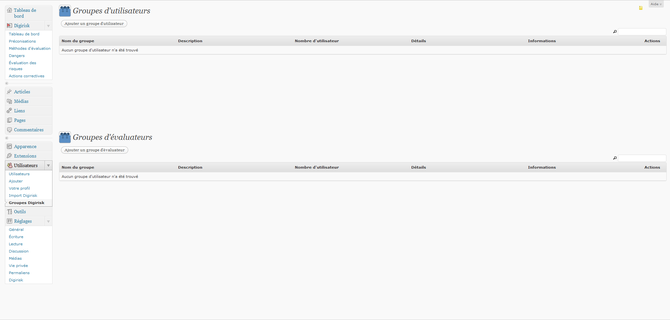 Tableau de
bord
Digirisk
Tableau de bord
Préconisations
Méthodes d'évaluation
Dangers
Évaluation des
risques
Actions correctives
Articles
Médias
Liens
Pages
Commentaires
Apparence
Extensions
Utilisateurs
Utilisateurs
Ajouter
Votre profil
Import Digirisk
Groupes Digirisk
Outils
Réglages
Général
Écriture
Lecture
Discussion
Médias
Vie privée
Permaliens
Digirisk
Groupes d'utilisateurs
Ajouter un groupe d'utilisateur
Nom du groupe Description Nombre d'utilisateur Détails Informations Actions
Aucun groupe d'utilisateur n'a été trouvé
Groupes d'évaluateurs
Ajouter un groupe d'évaluateur
Nom du groupe Description Nombre d'utilisateur Détails Informations Actions
Aucun groupe d'utilisateur n'a été trouvé